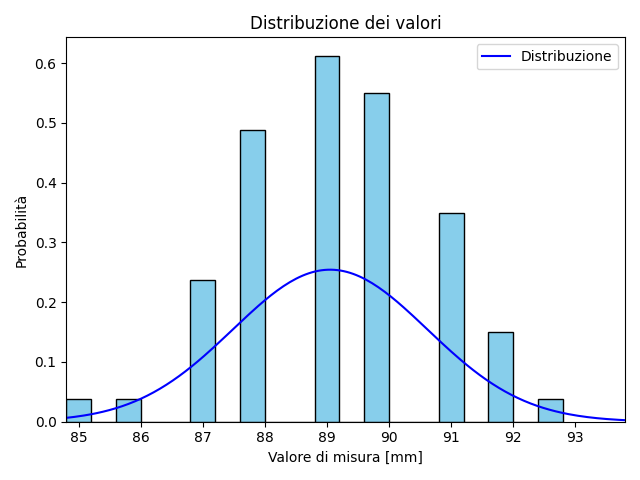 Distribuzione dei valori
Distribuzione
0.6
0.5
0.4
0.3
0.2
0.1
0.0
Probabilità
85 86 87 88 89 90 91 92 93
Valore di misura [mm]